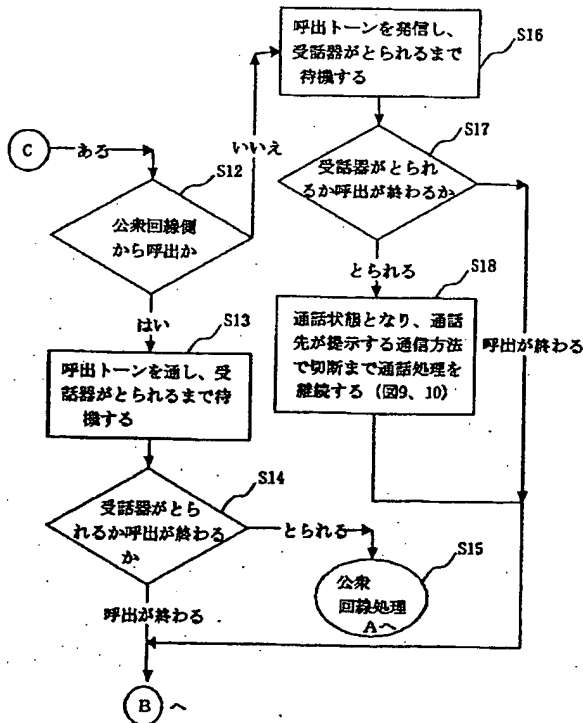 呼出トーンを発信し、
受話器がとられるまで
待機する
S16
C
ある
いいえ
S12
公衆回線側
から呼出か
S17
受話器がとられ
るか呼出が終わるか
はい
S13
とられる
S18
呼出トーンを通し、受
話器がとられるまで待
機する
通話状態となり、通話
先が提示する通信方法
で切断まで通話処理を
継続する(図9、10)
呼出が終わる
S14
受話器がとら
れるか呼出が終わる
か
とられる
S15
公衆
回線処理
Aへ
呼出が終わる
B へ